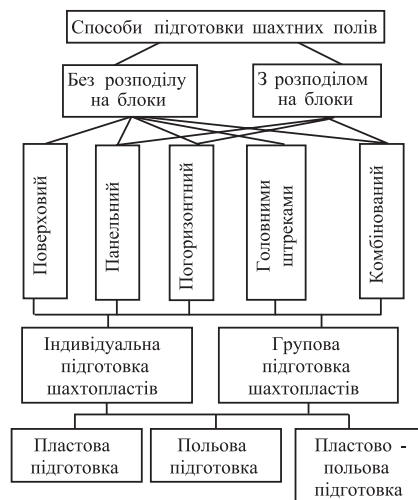 Способи підготовки шахтних полів
Без розподілу
на блоки
З розподілом
на блоки
Поверховий
Панельний
Погоризонтний
Головними
штреками
Комбінований
Індивідуальна
підготовка
шахтопластів
Групова
підготовка
шахтопластів
Пластова
підготовка
Польова
підготовка
Пластово -
польова
підготовка